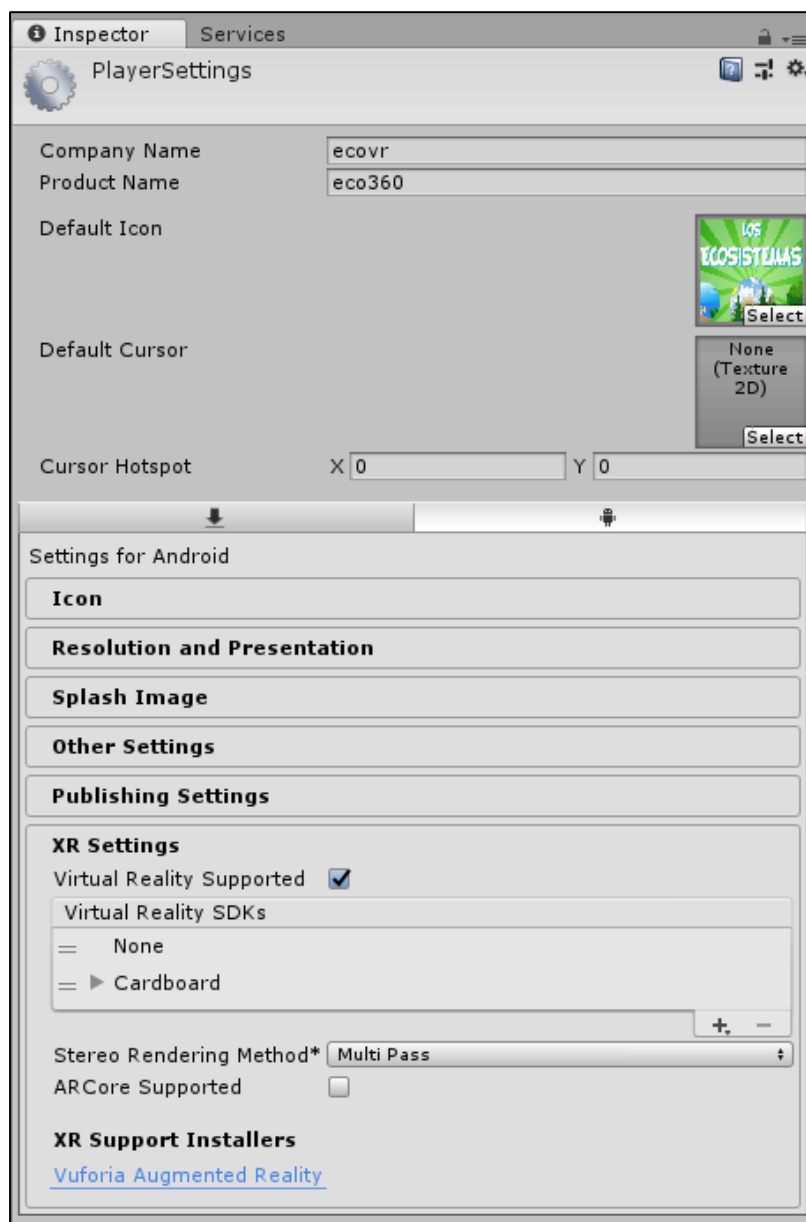 Inspector Services
PlayerSettings
Company Name ecovr
Product Name eco360
Default Icon
LOS
ECOSISTEMAS
Select
Default Cursor
None
(Texture
2D)
Select
Cursor Hotspot X 0 Y 0
Settings for Android
Icon
Resolution and Presentation
Splash Image
Other Settings
Publishing Settings
XR Settings
Virtual Reality Supported
Virtual Reality SDKs
None
Cardboard
Stereo Rendering Method* Multi Pass
ARCore Supported
XR Support Installers
Vuforia Augmented Reality